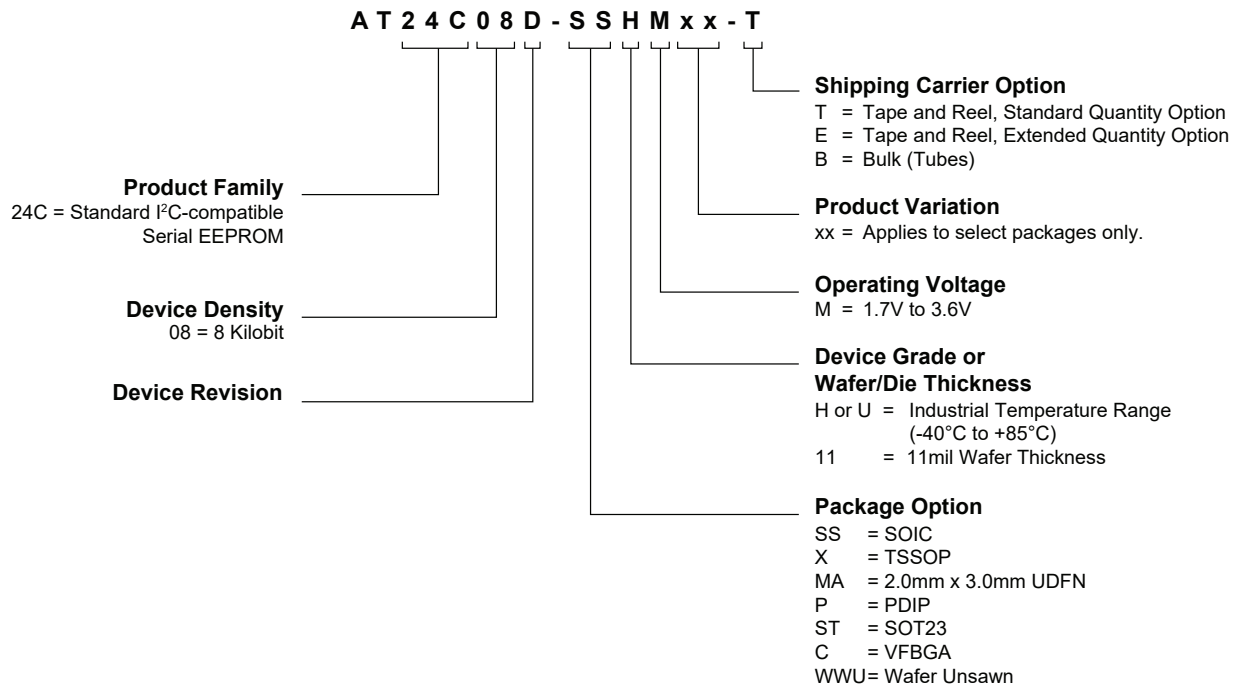 AT24C08D-SSHMxx-T
Product Family
24C = Standard I²C-compatible
Serial EEPROM
Device Density
08 = 8 Kilobit
Device Revision
Shipping Carrier Option
T = Tape and Reel, Standard Quantity Option
E = Tape and Reel, Extended Quantity Option
B = Bulk (Tubes)
Product Variation
xx = Applies to select packages only.
Operating Voltage
M = 1.7V to 3.6V
Device Grade or
Wafer/Die Thickness
H or U = Industrial Temperature Range
(-40°C to +85°C)
11 = 11mil Wafer Thickness
Package Option
SS = SOIC
X = TSSOP
MA = 2.0mm x 3.0mm UDFN
P = PDIP
ST = SOT23
C = VFBGA
WWU= Wafer Unsawn